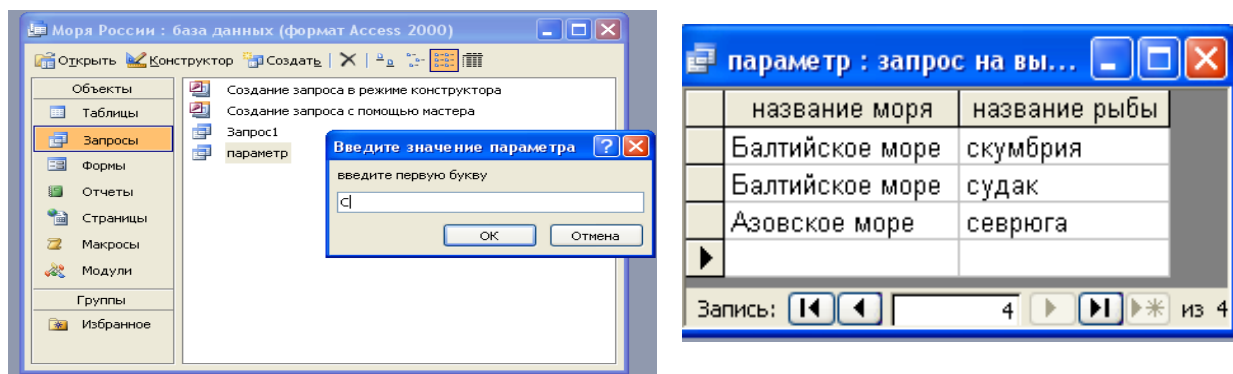 Моря России : база данных (формат Access 2000)
Открыть Конструктор Создать
Объекты
Таблицы
Запросы
Формы
Отчеты
Страницы
Макросы
Модули
Группы
Избранное
Создание запроса в режиме конструктора
Создание запроса с помощью мастера
Запрос1
параметр
Введите значение параметра
введите первую букву
С
ОК Отмена
параметр : запрос на вы...
название моря название рыбы
Балтийское море скумбрия
Балтийское море судак
Азовское море севрюга
Запись: 4 из 4